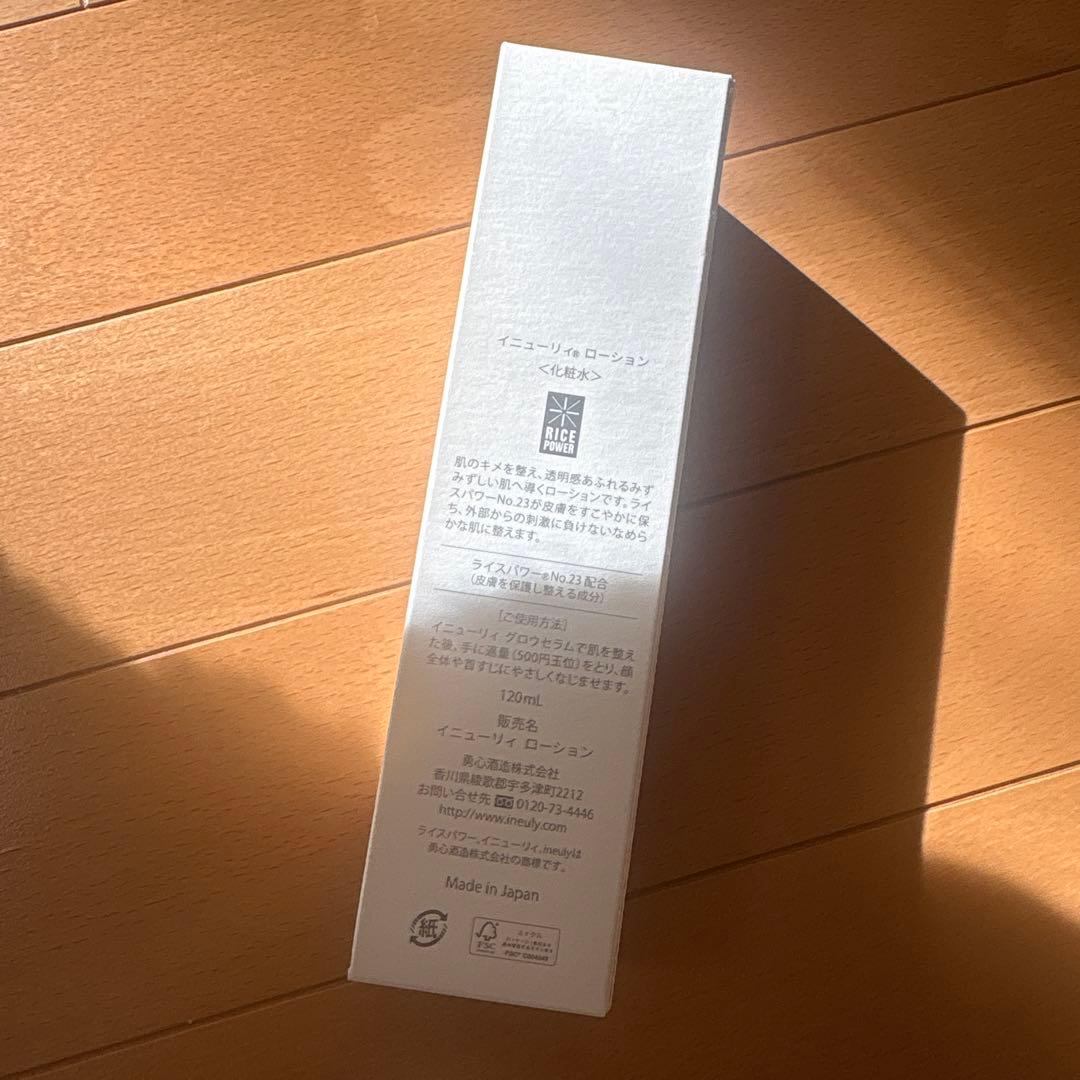 イニューリィ® ローション
＜化粧水＞
RICE
POWER
肌のキメを整え、透明感あふれるみず
みずしい肌へ導くローションです。ライ
スパワーNo.23が皮膚をすこやかに保
ち、外部からの刺激に負けないなめら
かな肌に整えます。
ライスパワー®No.23 配合
（皮膚を保護し整える成分）
［ご使用方法］
イニューリィ グロウセラムで肌を整え
た後、手に適量（500円玉位）をとり、顔
全体や首すじにやさしくなじませます。
120mL
販売名
イニューリィ ローション
勇心酒造株式会社
香川県綾歌郡宇多津町2212
お問い合せ先 0120-73-4446
http://www.ineuly.com
ライスパワー、イニューリィ、ineulyは
勇心酒造株式会社の商標です。
Made in Japan
紙
FSC
ミックス